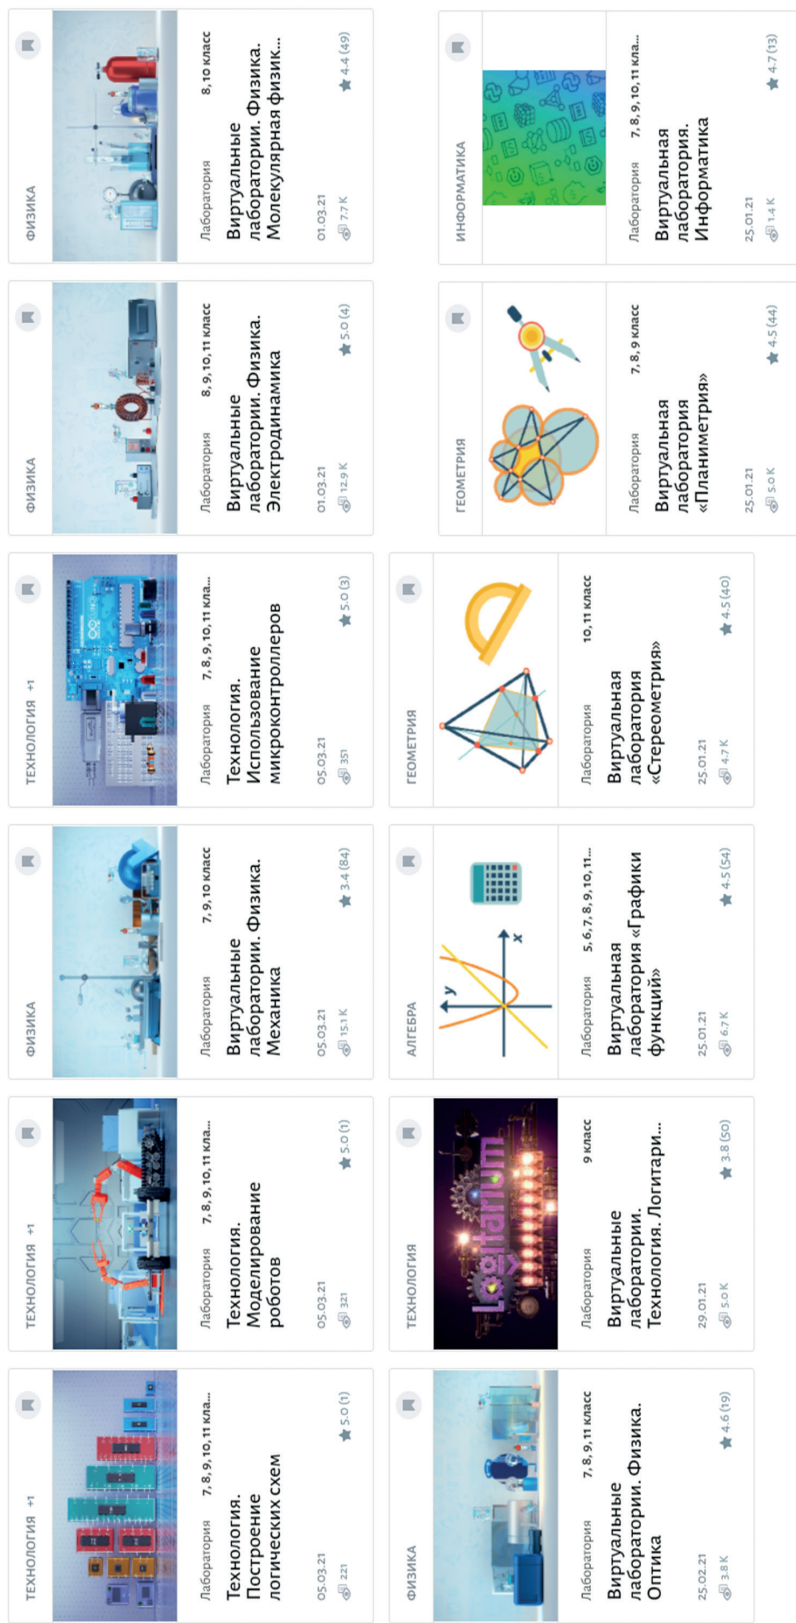 ТЕХНОЛОГИЯ +1
Лаборатория 7, 8, 9, 10, 11 кла...
Технология.
Построение
логических схем
05.03.21
221 5.0 (1)
ТЕХНОЛОГИЯ +1
Лаборатория 7, 8, 9, 10, 11 кла...
Технология.
Моделирование
роботов
05.03.21
321 5.0 (1)
ФИЗИКА
Лаборатория 7, 9, 10 класс
Виртуальные
лаборатории. Физика.
Механика
05.03.21
15.1 K 3.4 (84)
ТЕХНОЛОГИЯ +1
Лаборатория 7, 8, 9, 10, 11 кла...
Технология.
Использование
микроконтроллеров
05.03.21
351 5.0 (3)
ФИЗИКА
Лаборатория 8, 9, 10, 11 класс
Виртуальные
лаборатории. Физика.
Электродинамика
01.03.21
12.9 K 5.0 (4)
ФИЗИКА
Лаборатория 8, 10 класс
Виртуальные
лаборатории. Физика.
Молекулярная физик...
01.03.21
7.7 K 4.4 (49)
ФИЗИКА
Лаборатория 7, 8, 9, 11 класс
Виртуальные
лаборатории. Физика.
Оптика
25.02.21
3.8 K 4.6 (19)
ТЕХНОЛОГИЯ
Logitarium
Лаборатория 9 класс
Виртуальные
лаборатории.
Технология. Логитари...
29.01.21
5.0 K 3.8 (50)
АЛГЕБРА
y
x
Лаборатория 5, 6, 7, 8, 9, 10, 11...
Виртуальная
лаборатория «Графики
функций»
25.01.21
6.7 K 4.5 (54)
ГЕОМЕТРИЯ
Лаборатория 10, 11 класс
Виртуальная
лаборатория
«Стереометрия»
25.01.21
4.7 K 4.5 (40)
ГЕОМЕТРИЯ
Лаборатория 7, 8, 9 класс
Виртуальная
лаборатория
«Планиметрия»
25.01.21
5.0 K 4.5 (44)
ИНФОРМАТИКА
Лаборатория 7, 8, 9, 10, 11 кла...
Виртуальная
лаборатория.
Информатика
25.01.21
1.4 K 4.7 (13)